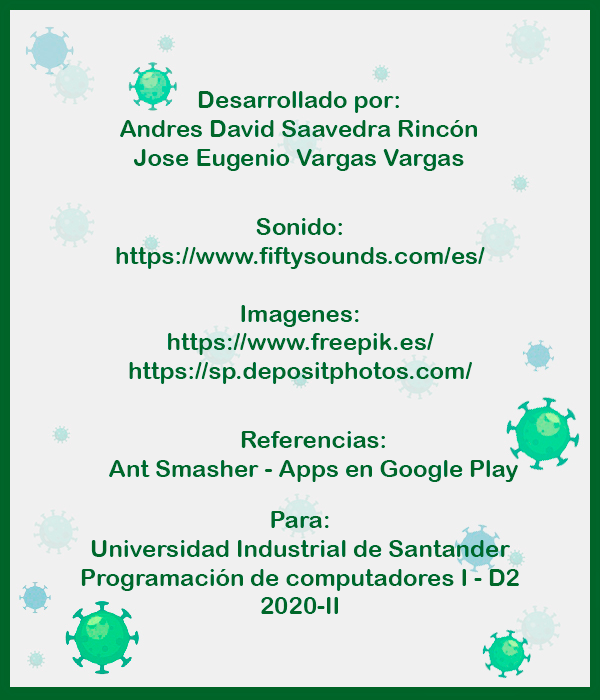 Desarrollado por:
Andres David Saavedra Rincón
Jose Eugenio Vargas Vargas
Sonido:
https://www.fiftysounds.com/es/
Imagenes:
https://www.freepik.es/
https://sp.depositphotos.com/
Referencias:
Ant Smasher - Apps en Google Play
Para:
Universidad Industrial de Santander
Programación de computadores I - D2
2020-II